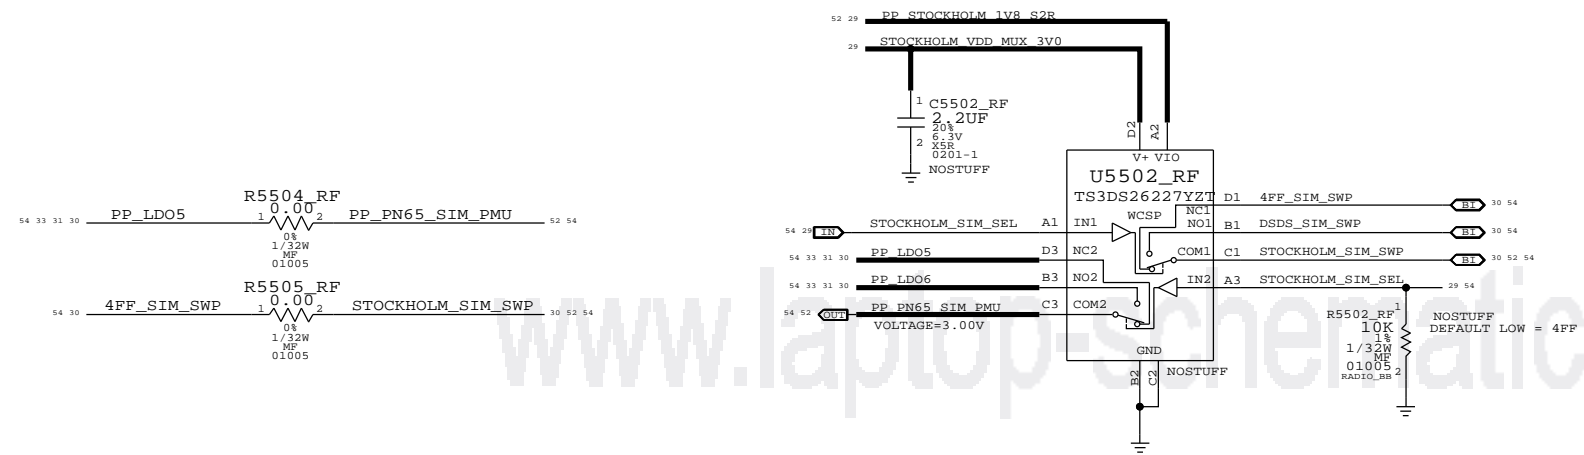 52 29 PP_STOCKHOLM_1V8_S2R
29 STOCKHOLM_VDD_MUX_3V0
1 C5502_RF
2.2UF
20%
6.3V
2 X5R
0201-1
NOSTUFF
D2 A2
V+ VIO
U5502_RF
TS3DS26227YZT
WCSP
R5504_RF
0.00
54 33 31 30 PP_LDO5 1 2 PP_PN65_SIM_PMU 52 54
0%
1/32W
MF
01005
R5505_RF
0.00
54 30 4FF_SIM_SWP 1 2 STOCKHOLM_SIM_SWP 30 52 54
0%
1/32W
MF
01005
NC1 D1 4FF_SIM_SWP BI 30 54
54 29 IN STOCKHOLM_SIM_SEL A1 IN1 NO1 B1 DSDS_SIM_SWP BI 30 54
54 33 31 30 PP_LDO5 D3 NC2 COM1 C1 STOCKHOLM_SIM_SWP BI 30 52 54
54 33 31 30 PP_LDO6 B3 NO2 IN2 A3 STOCKHOLM_SIM_SEL 29 54
54 52 OUT PP_PN65_SIM_PMU C3 COM2
VOLTAGE=3.00V
GND
B2 C2 NOSTUFF
R5502_RF 1 NOSTUFF
10K DEFAULT LOW = 4FF
1%
1/32W
MF
01005 2
RADIO_BB
www.laptop-schematic